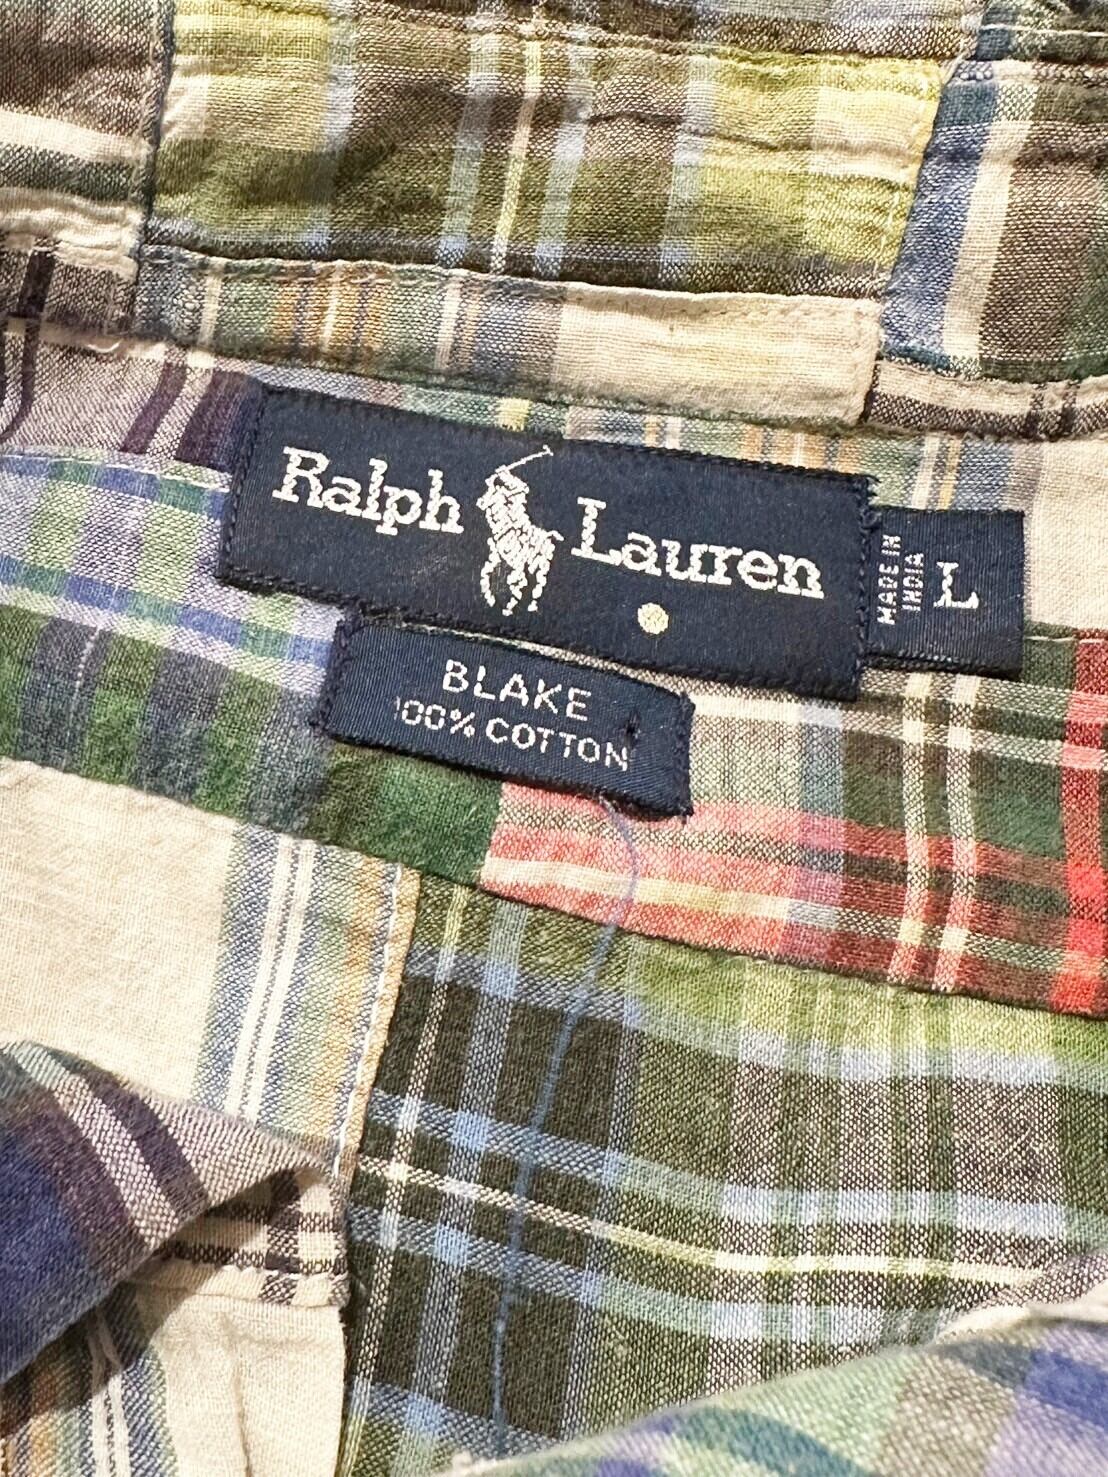 Ralph Lauren
MADE IN
INDIA
L
BLAKE
100% COTTON